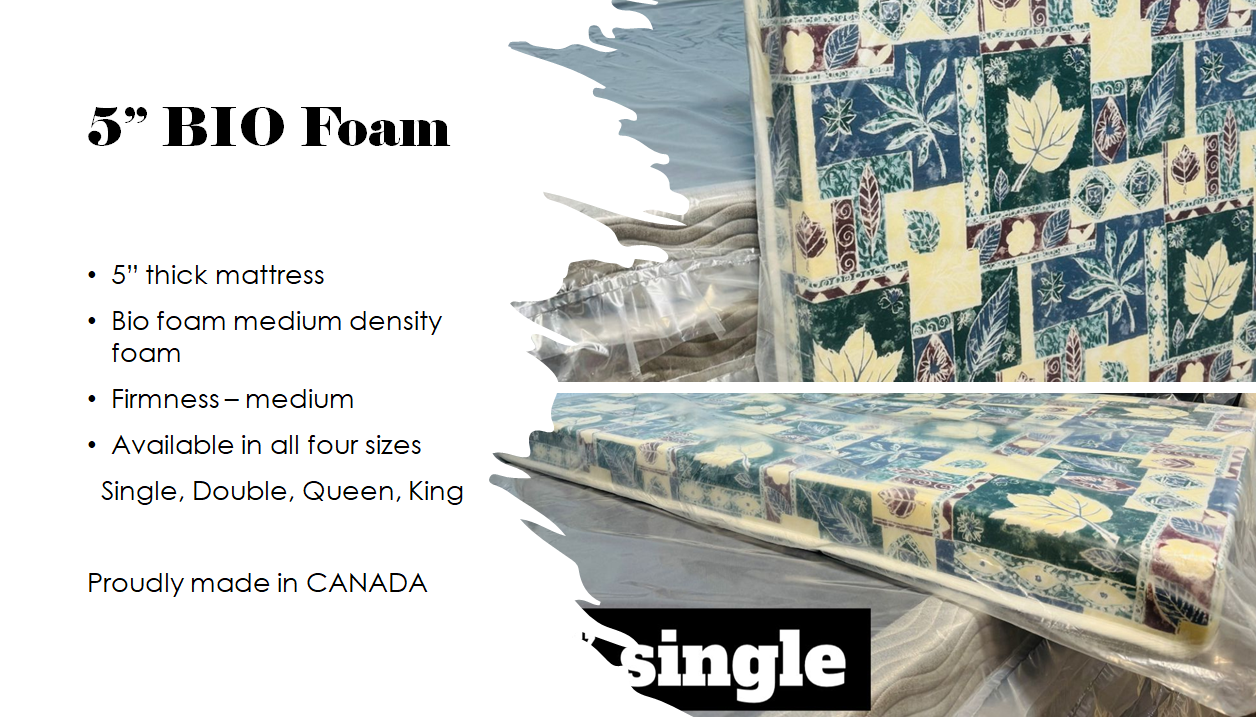 5” BIO Foam
• 5” thick mattress
• Bio foam medium density
foam
• Firmness – medium
• Available in all four sizes
Single, Double, Queen, King
Proudly made in CANADA
single